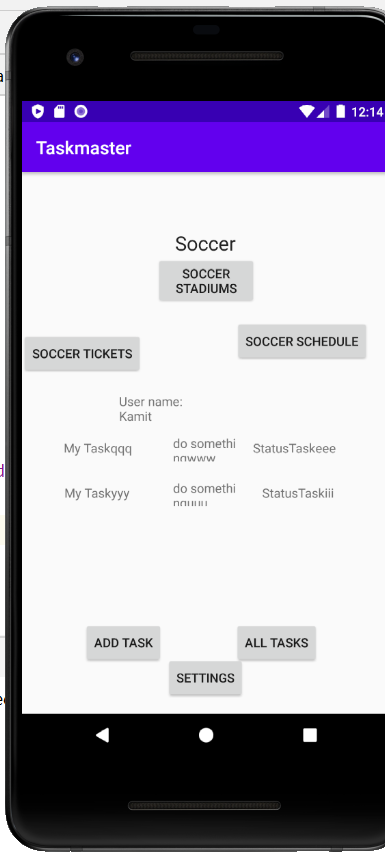 12:14
Taskmaster
Soccer
SOCCER
STADIUMS
SOCCER TICKETS
SOCCER SCHEDULE
User name:
Kamit
My Taskqqq do somethi StatusTaskeee
ngwww
My Taskyyy do somethi StatusTaskiii
ADD TASK ALL TASKS
SETTINGS